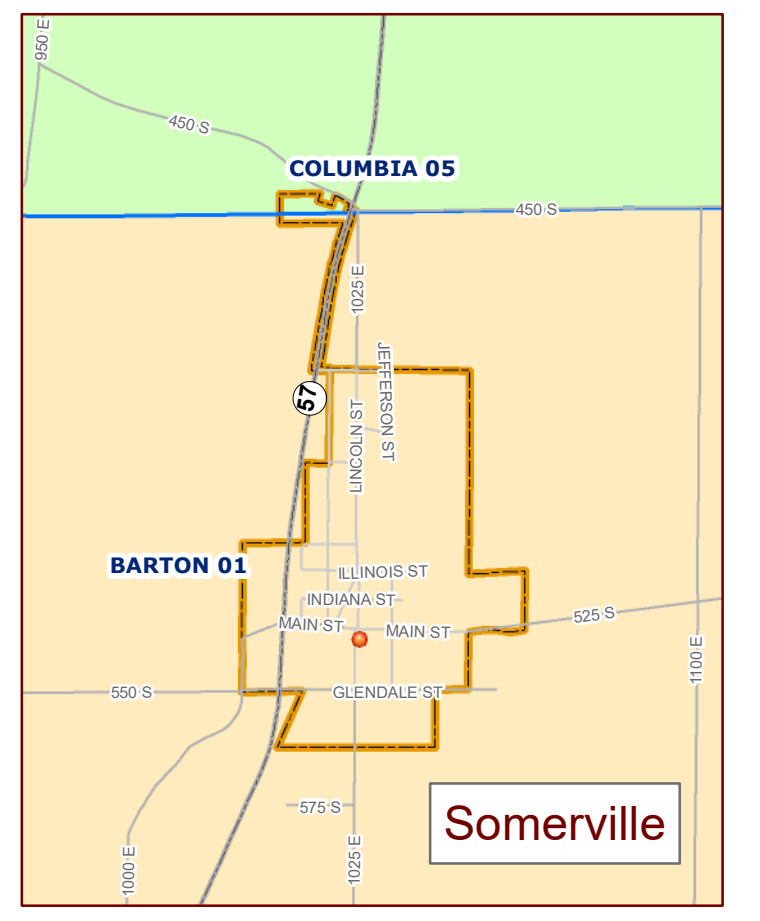 950 E
450 S
COLUMBIA 05
450 S
1025 E
JEFFERSON ST
57
LINCOLN ST
BARTON 01
ILLINOIS ST
INDIANA ST
MAIN ST
MAIN ST
525 S
1100 E
550 S
GLENDALE ST
575 S
Somerville
1000 E
1025 E